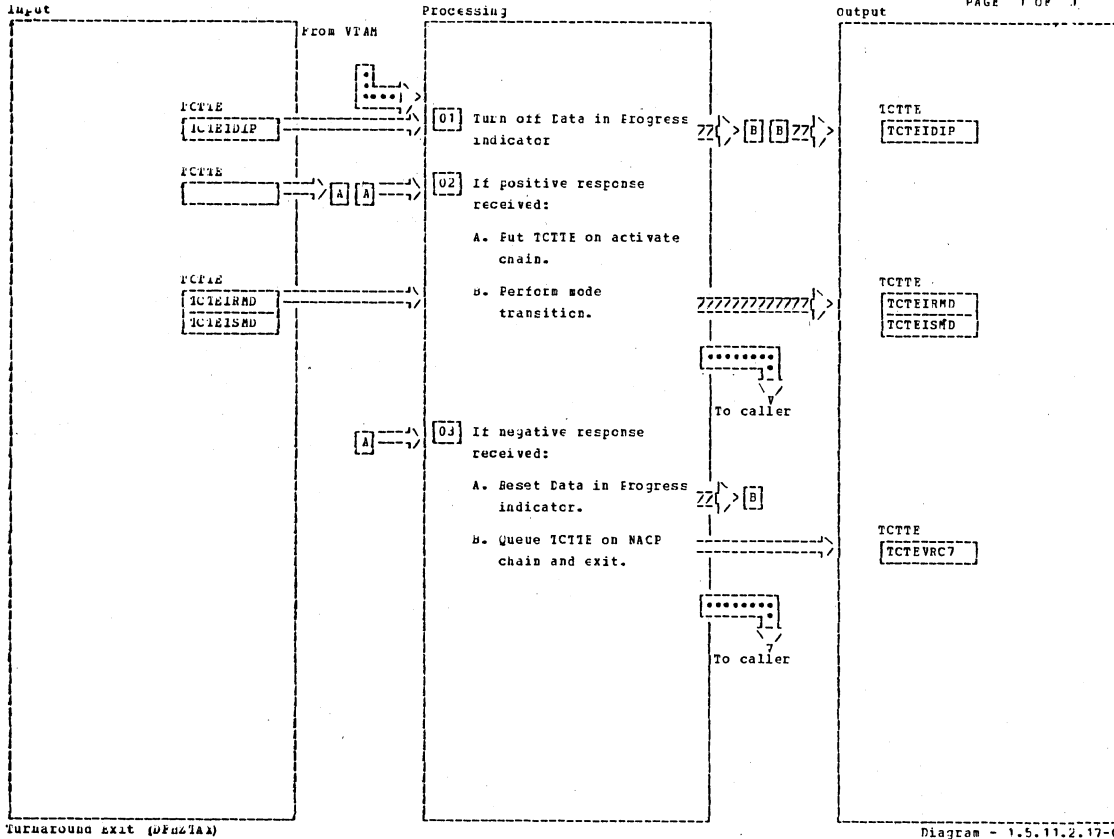 Input
Processing
PAGE 1 OF
Output
From VTAM
TCTTE
TCTEIDIP
01 Turn off Data in Progress
indicator
B B
TCTTE
TCTEIDIP
TCTTE
A A
02 If positive response
received:
A. Put TCTTE on activate
chain.
TCTTE
TCTEIRMD
TCTEISMD
B. Perform mode
transition.
TCTTE
TCTEIRMD
TCTEISMD
To caller
A
03 If negative response
received:
A. Reset Data in Progress
indicator.
B
B. Queue TCTTE on NACP
chain and exit.
TCTTE
TCTEVRC7
To caller
Turnaround Exit (DFHZTAX)
Diagram - 1.5.11.2.17-